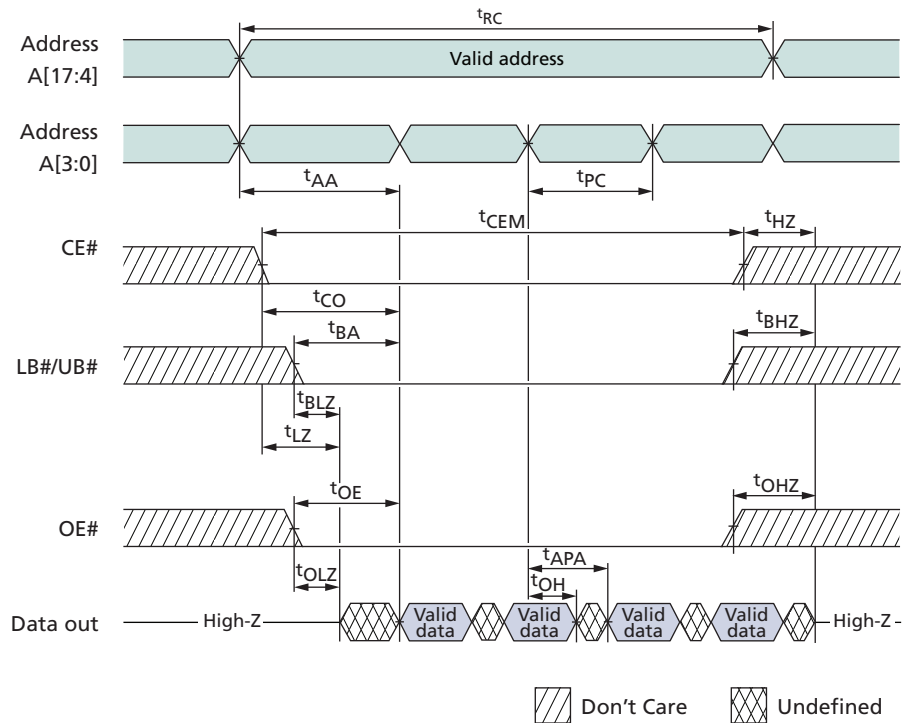 tRC
Address
A[17:4]
Valid address
Address
A[3:0]
tAA
tPC
tCEM
tHZ
CE#
tCO
tBA
tBHZ
LB#/UB#
tBLZ
tLZ
tOE
tOHZ
OE#
tAPA
tOLZ
tOH
Data out
High-Z
Valid
data
Valid
data
Valid
data
Valid
data
High-Z
Don't Care
Undefined